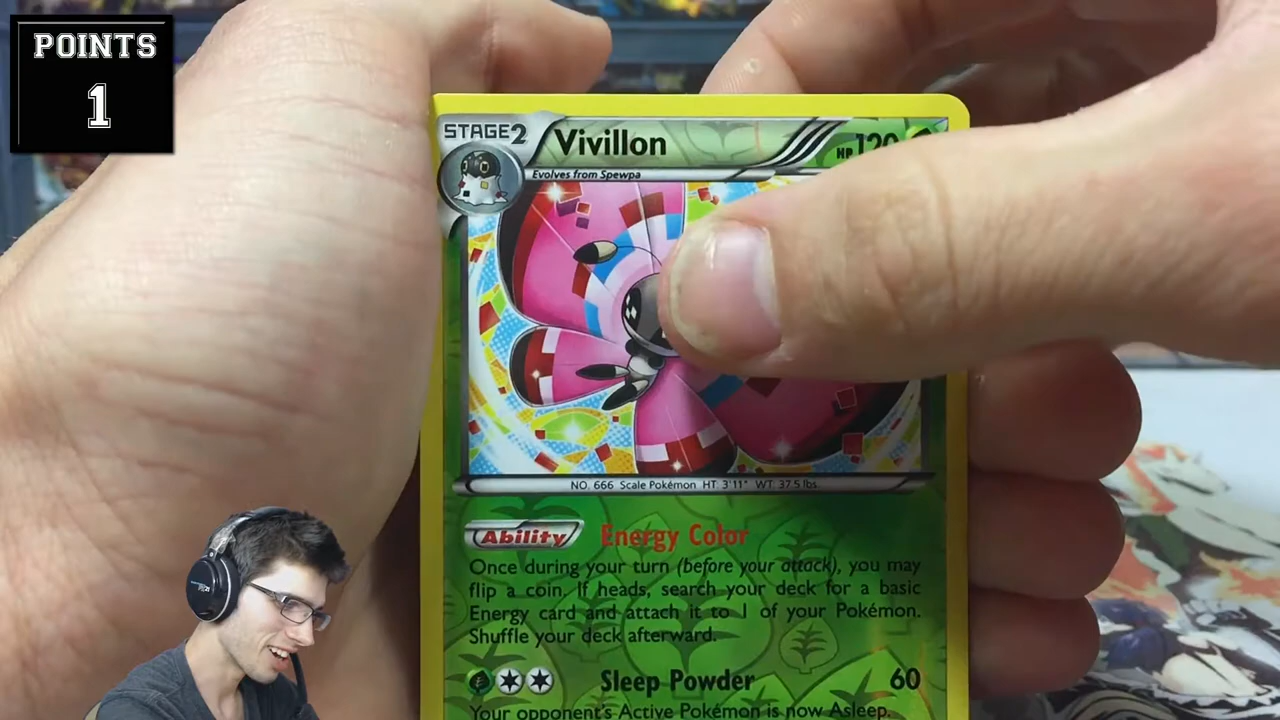 POINTS
1
STAGE2
Vivillon
HP 120
Evolves from Spewpa
NO. 666 Scale Pokémon HT: 3'11" WT: 37.5 lbs.
Ability Energy Color
Once during your turn (before your attack), you may
flip a coin. If heads, search your deck for a basic
Energy card and attach it to 1 of your Pokémon.
Shuffle your deck afterward.
Sleep Powder 60
Your opponent's Active Pokémon is now Asleep.